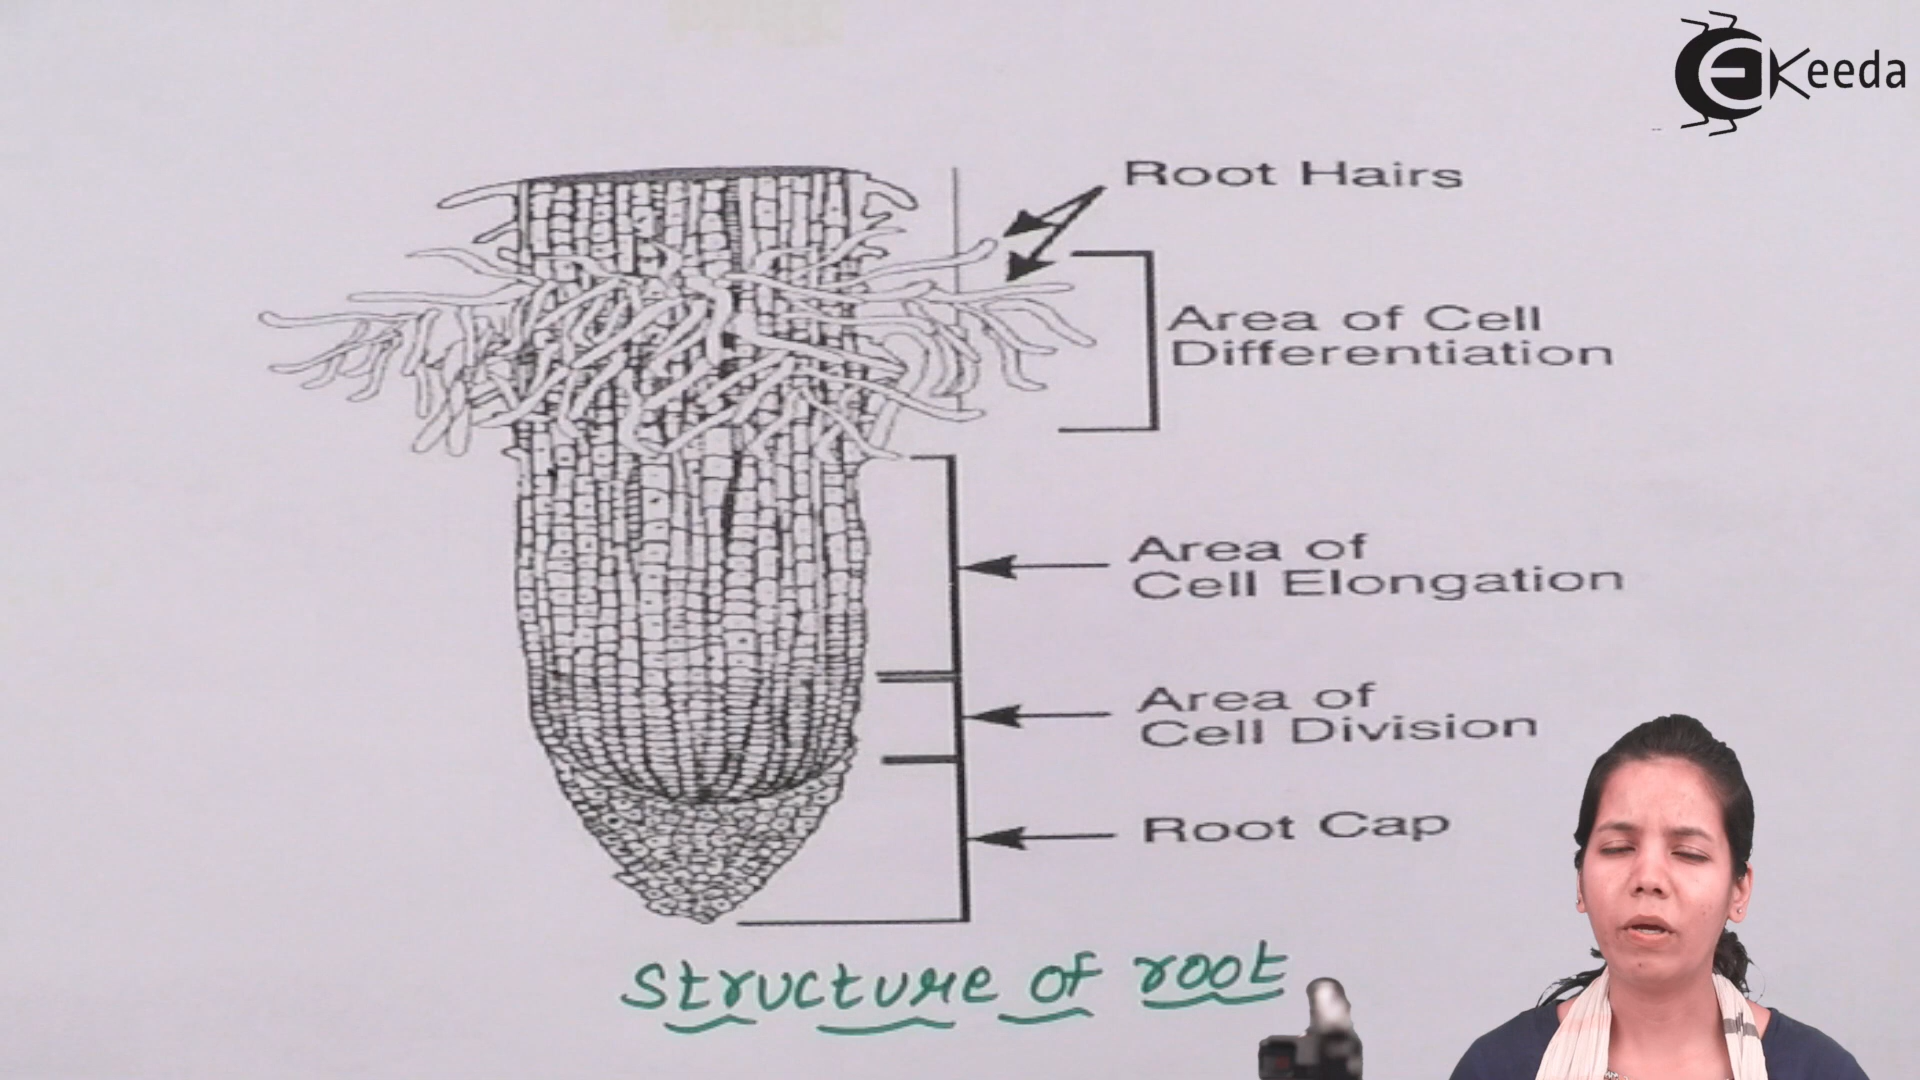 EKeeda
Root Hairs
Area of Cell
Differentiation
Area of
Cell Elongation
Area of
Cell Division
Root Cap
Structure of root